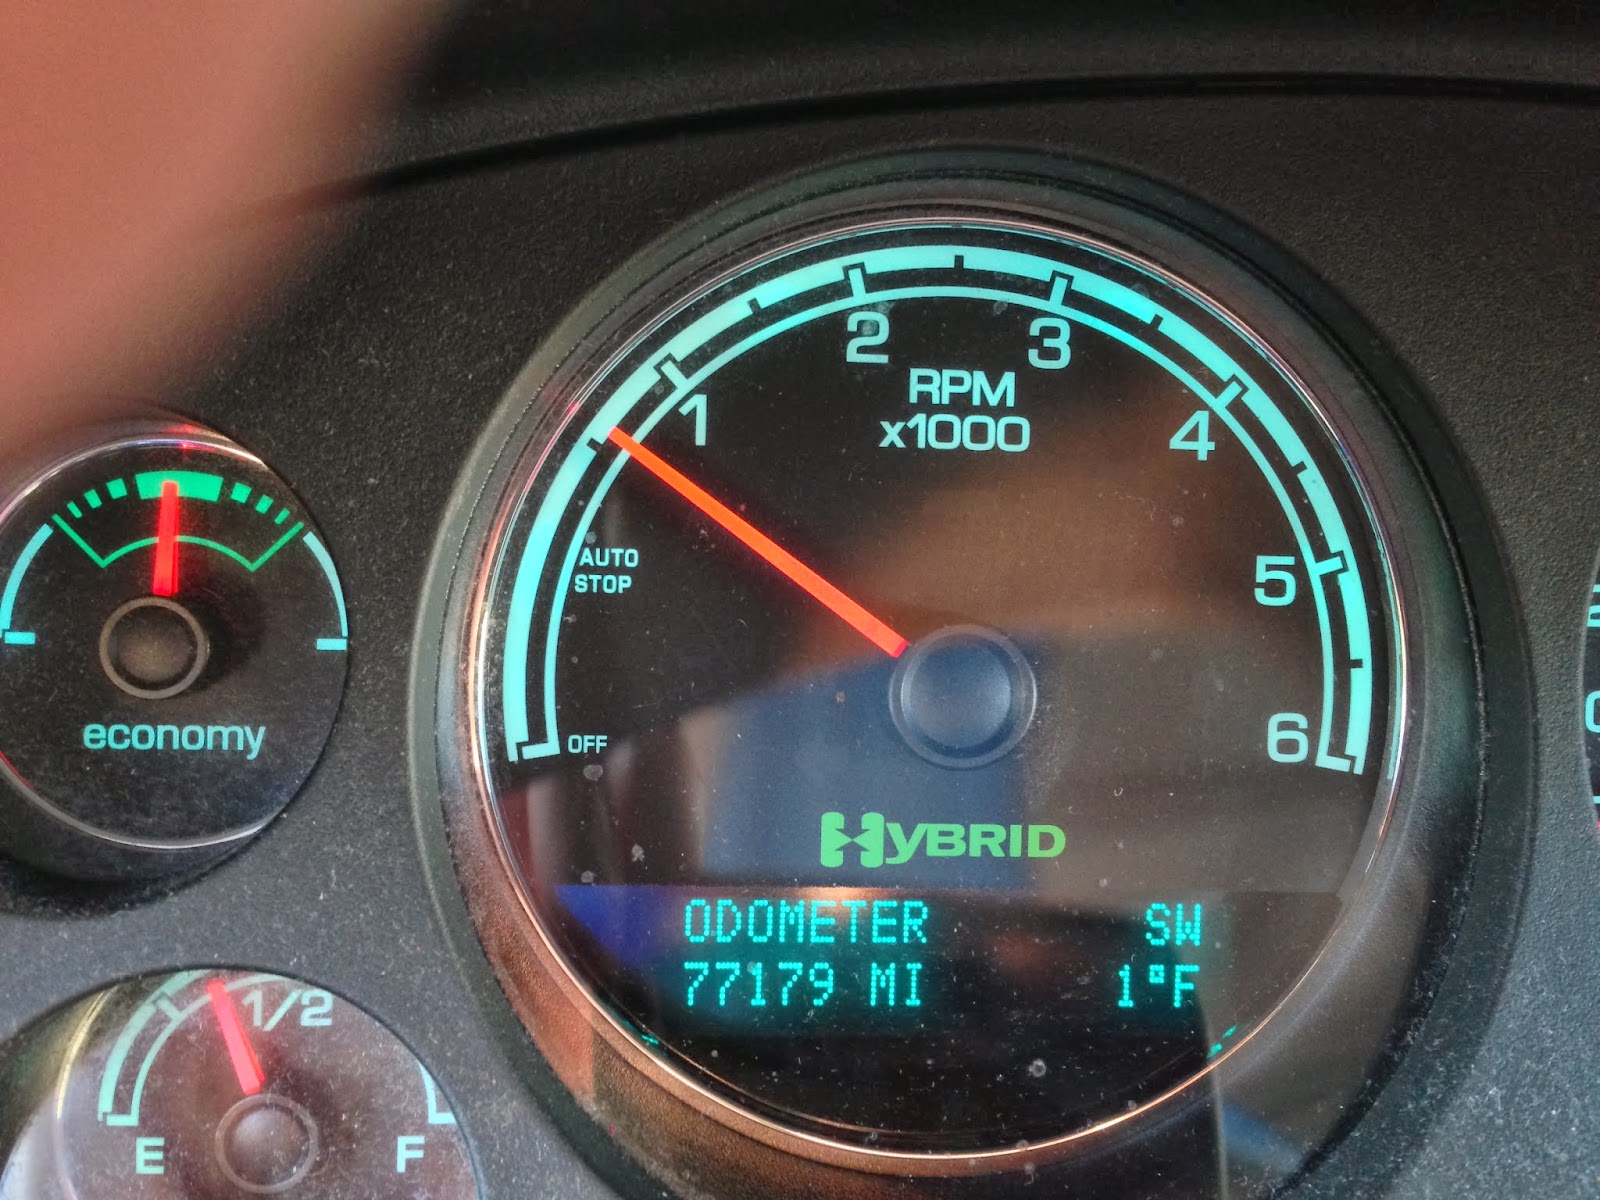 2
3
RPM
x1000
1
4
AUTO
STOP
5
OFF
6
economy
HYBRID
ODOMETER SW
77179 MI 1°F
1/2
E F